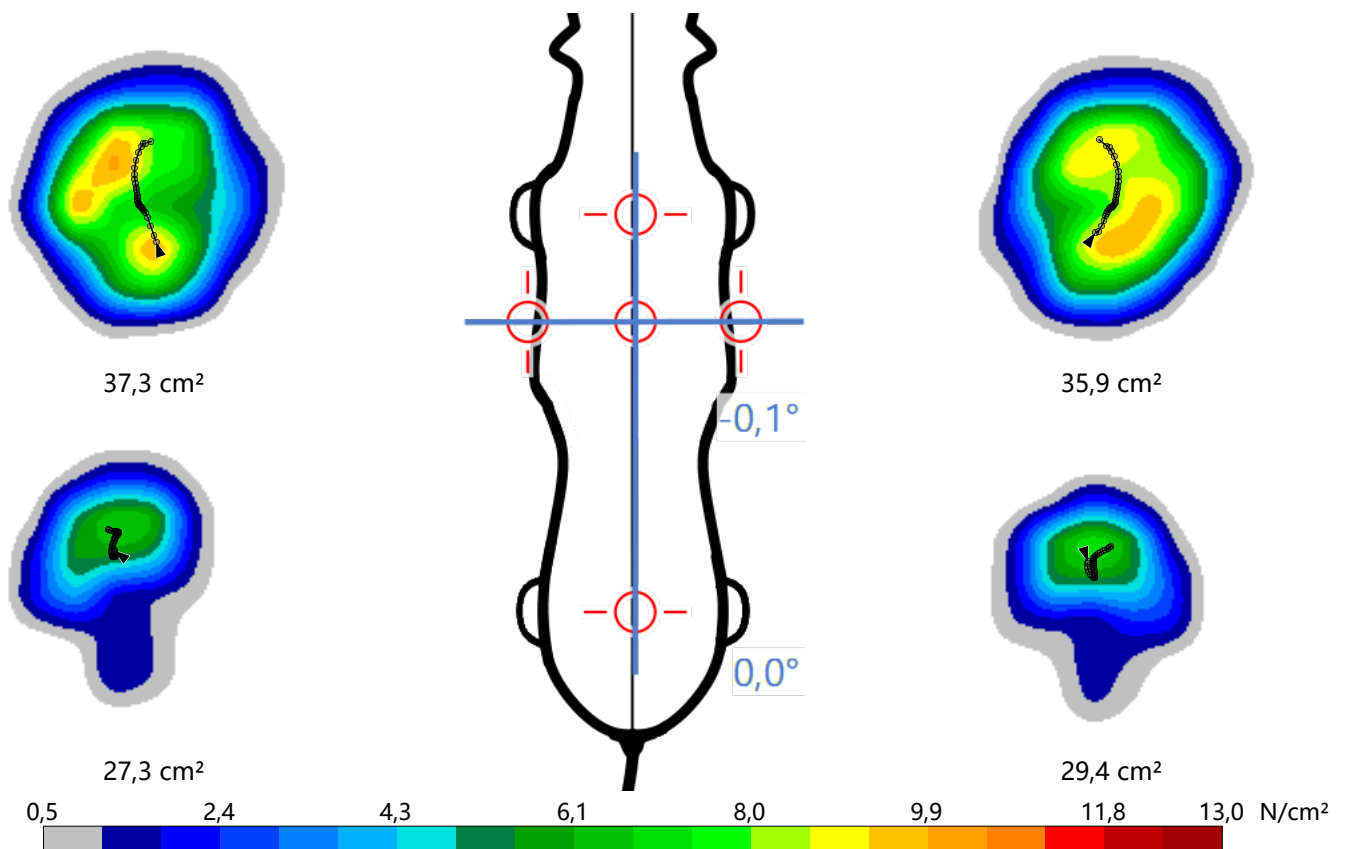 37,3 cm²
35,9 cm²
-0,1°
0,0°
27,3 cm²
29,4 cm²
0,5 2,4 4,3 6,1 8,0 9,9 11,8 13,0 N/cm²